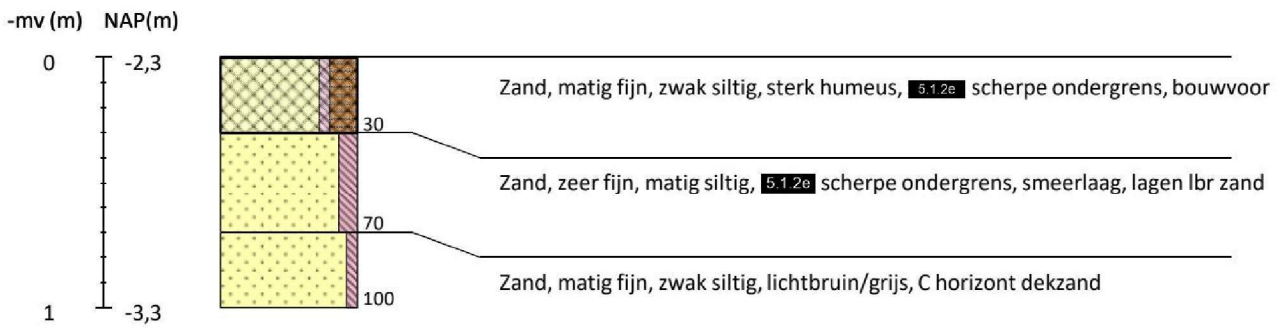 -mv (m) NAP(m)
0 -2,3
Zand, matig fijn, zwak siltig, sterk humeus, 5.1.2e scherpe ondergrens, bouwvoor
30
Zand, zeer fijn, matig siltig, 5.1.2e scherpe ondergrens, smeerlaag, lagen lbr zand
70
Zand, matig fijn, zwak siltig, lichtbruin/grijs, C horizont dekzand
100
1 -3,3